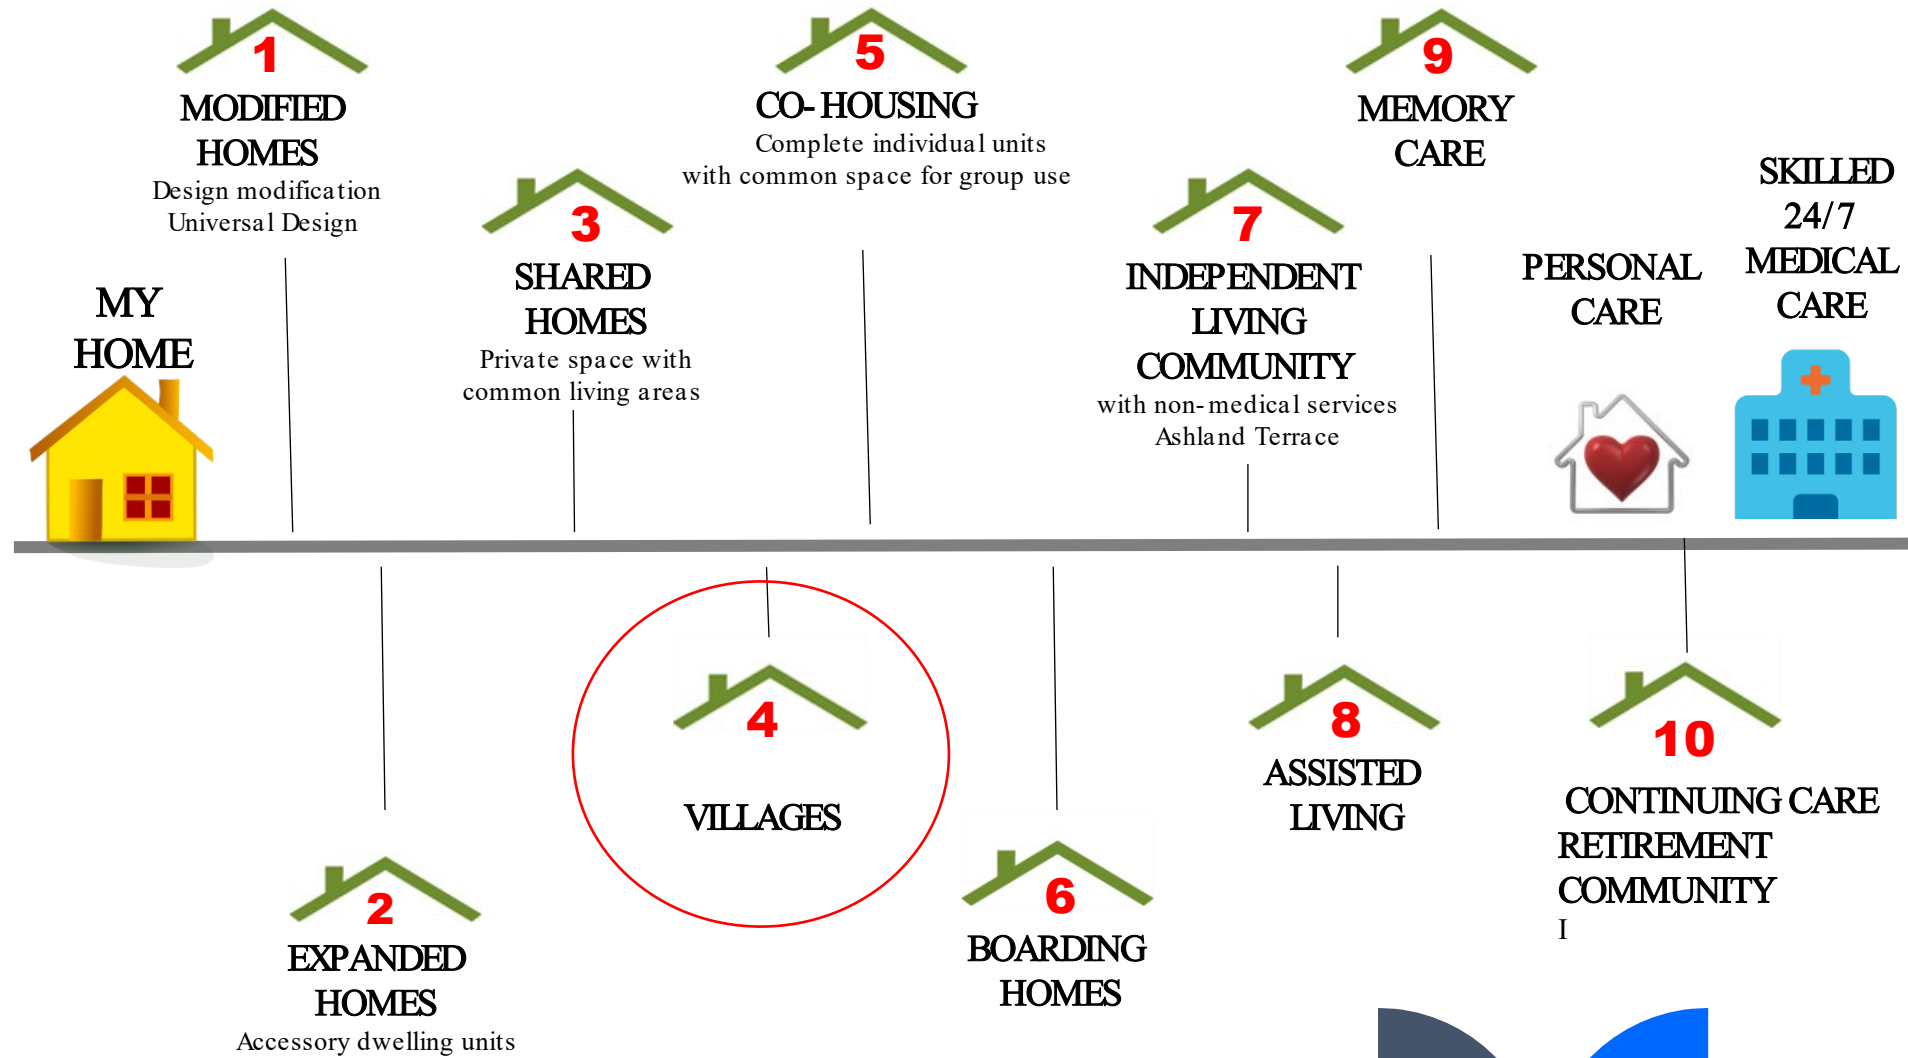 MY
HOME
1
MODIFIED
HOMES
Design modification
Universal Design
2
EXPANDED
HOMES
Accessory dwelling units
3
SHARED
HOMES
Private space with
common living areas
4
VILLAGES
5
CO- HOUSING
Complete individual units
with common space for group use
6
BOARDING
HOMES
7
INDEPENDENT
LIVING
COMMUNITY
with non-medical services
Ashland Terrace
8
ASSISTED
LIVING
9
MEMORY
CARE
10
CONTINUING CARE
RETIREMENT
COMMUNITY
I
PERSONAL
CARE
SKILLED
24/7
MEDICAL
CARE